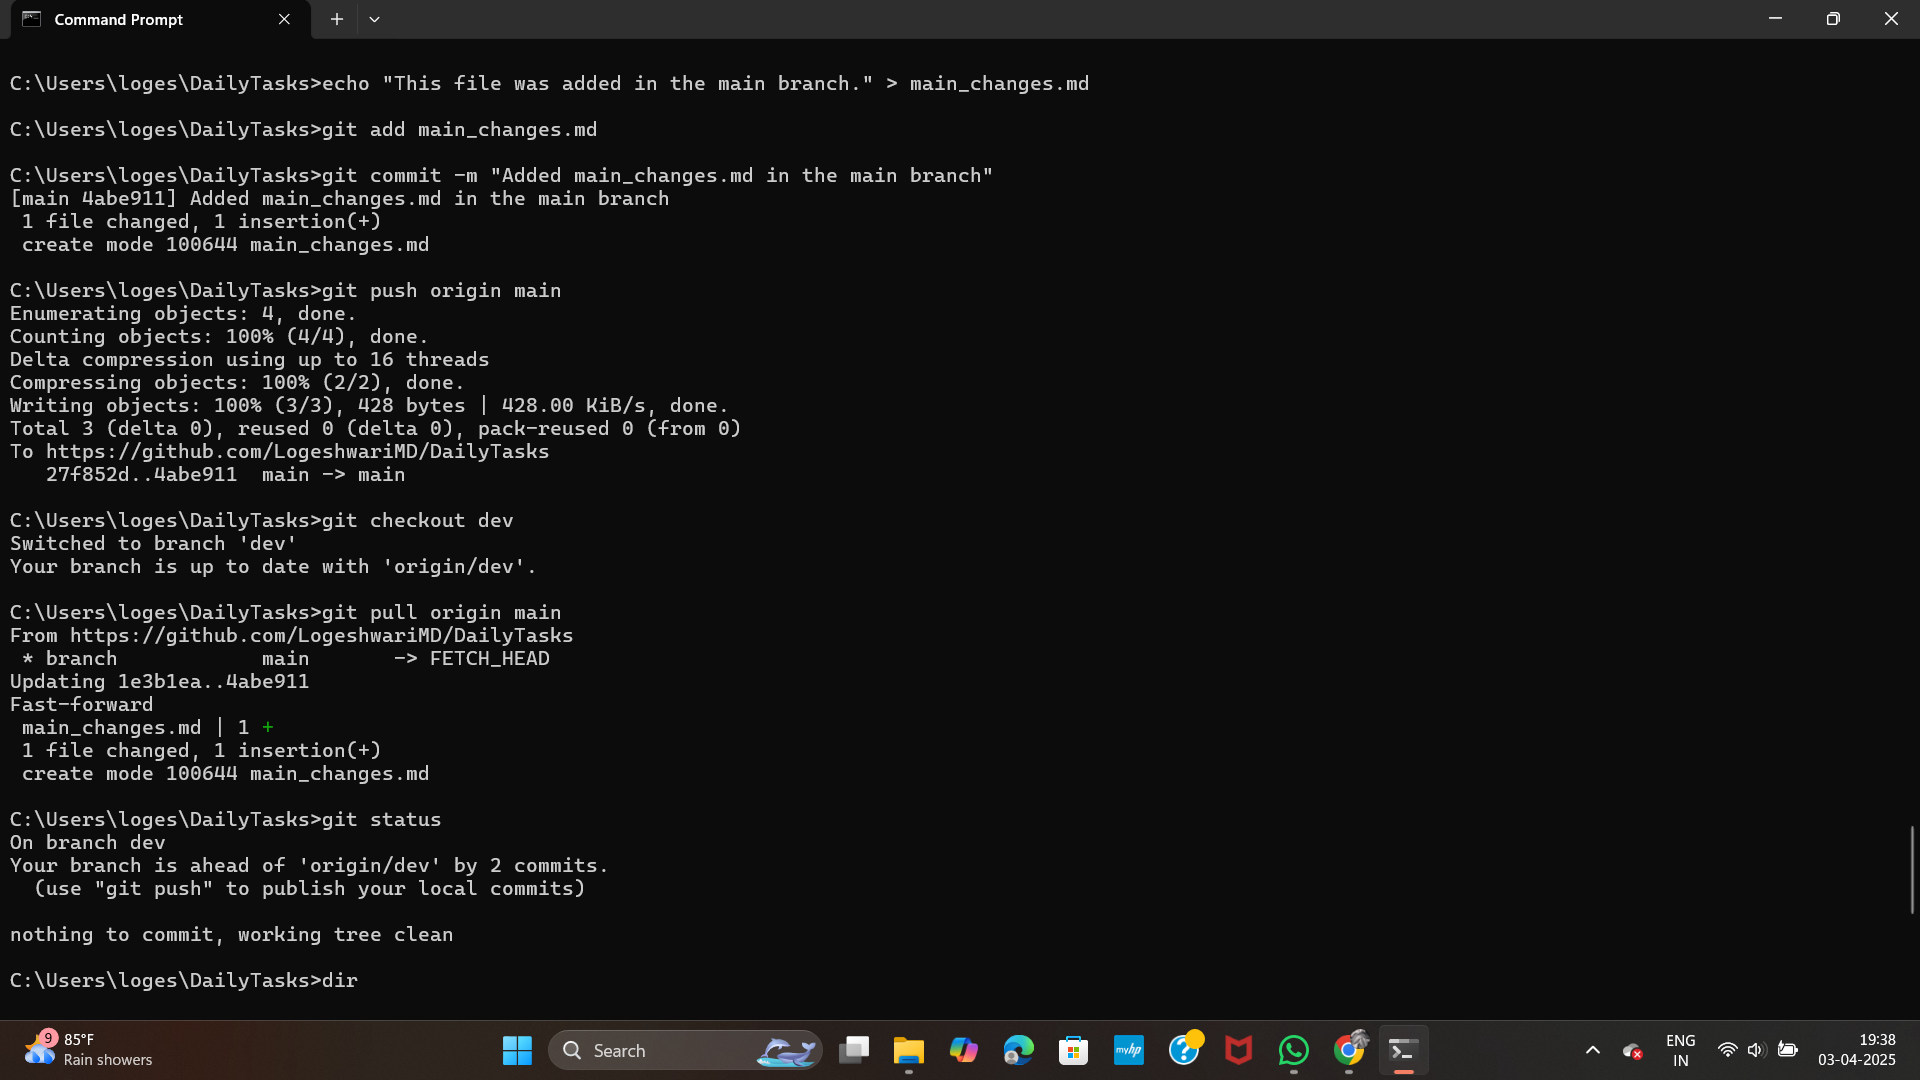 Command Prompt
C:\Users\loges\DailyTasks>echo "This file was added in the main branch." > main_changes.md
C:\Users\loges\DailyTasks>git add main_changes.md
C:\Users\loges\DailyTasks>git commit -m "Added main_changes.md in the main branch"
[main 4abe911] Added main_changes.md in the main branch
 1 file changed, 1 insertion(+)
 create mode 100644 main_changes.md
C:\Users\loges\DailyTasks>git push origin main
Enumerating objects: 4, done.
Counting objects: 100% (4/4), done.
Delta compression using up to 16 threads
Compressing objects: 100% (2/2), done.
Writing objects: 100% (3/3), 428 bytes | 428.00 KiB/s, done.
Total 3 (delta 0), reused 0 (delta 0), pack-reused 0 (from 0)
To https://github.com/LogeshwariMD/DailyTasks
   27f852d..4abe911  main -> main
C:\Users\loges\DailyTasks>git checkout dev
Switched to branch 'dev'
Your branch is up to date with 'origin/dev'.
C:\Users\loges\DailyTasks>git pull origin main
From https://github.com/LogeshwariMD/DailyTasks
 * branch            main       -> FETCH_HEAD
Updating 1e3b1ea..4abe911
Fast-forward
 main_changes.md | 1 +
 1 file changed, 1 insertion(+)
 create mode 100644 main_changes.md
C:\Users\loges\DailyTasks>git status
On branch dev
Your branch is ahead of 'origin/dev' by 2 commits.
  (use "git push" to publish your local commits)
nothing to commit, working tree clean
C:\Users\loges\DailyTasks>dir
9
85°F
Rain showers
Search
myhp
ENG
IN
19:38
03-04-2025